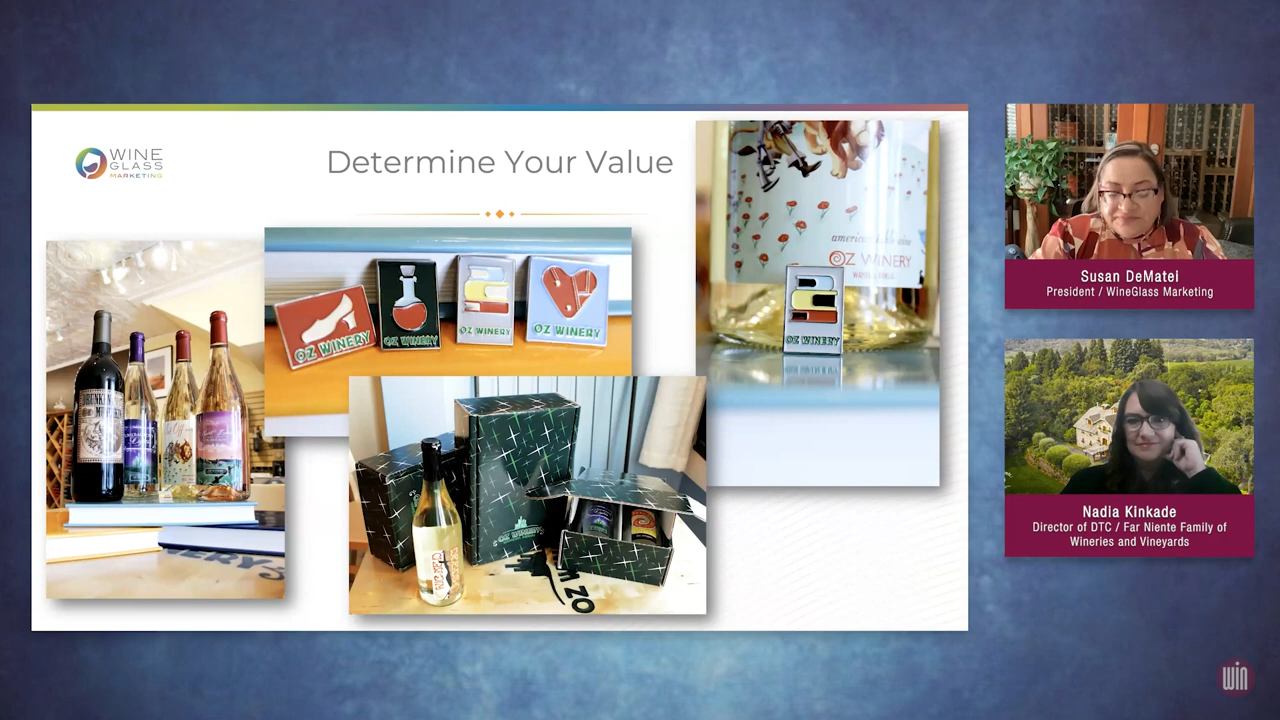 WINE
GLASS
MARKETING
Determine Your Value
OZ WINERY
OZ WINERY
OZ WINERY
OZ WINERY
OZ WINERY
OZ WINERY
Susan DeMatei
President / WineGlass Marketing
Nadia Kinkade
Director of DTC / Far Niente Family of
Wineries and Vineyards
win